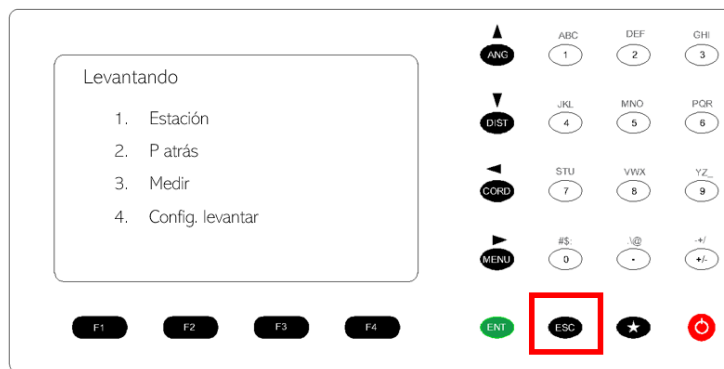 Levantando
1. Estación
2. P atrás
3. Medir
4. Config. levantar
F1 F2 F3 F4
ABC DEF GHI
ANG 1 2 3
JKL MNO PQR
DIST 4 5 6
STU VWX YZ_
CORD 7 8 9
#$: .\@ -+/
MENU 0 - +/-
ENT ESC